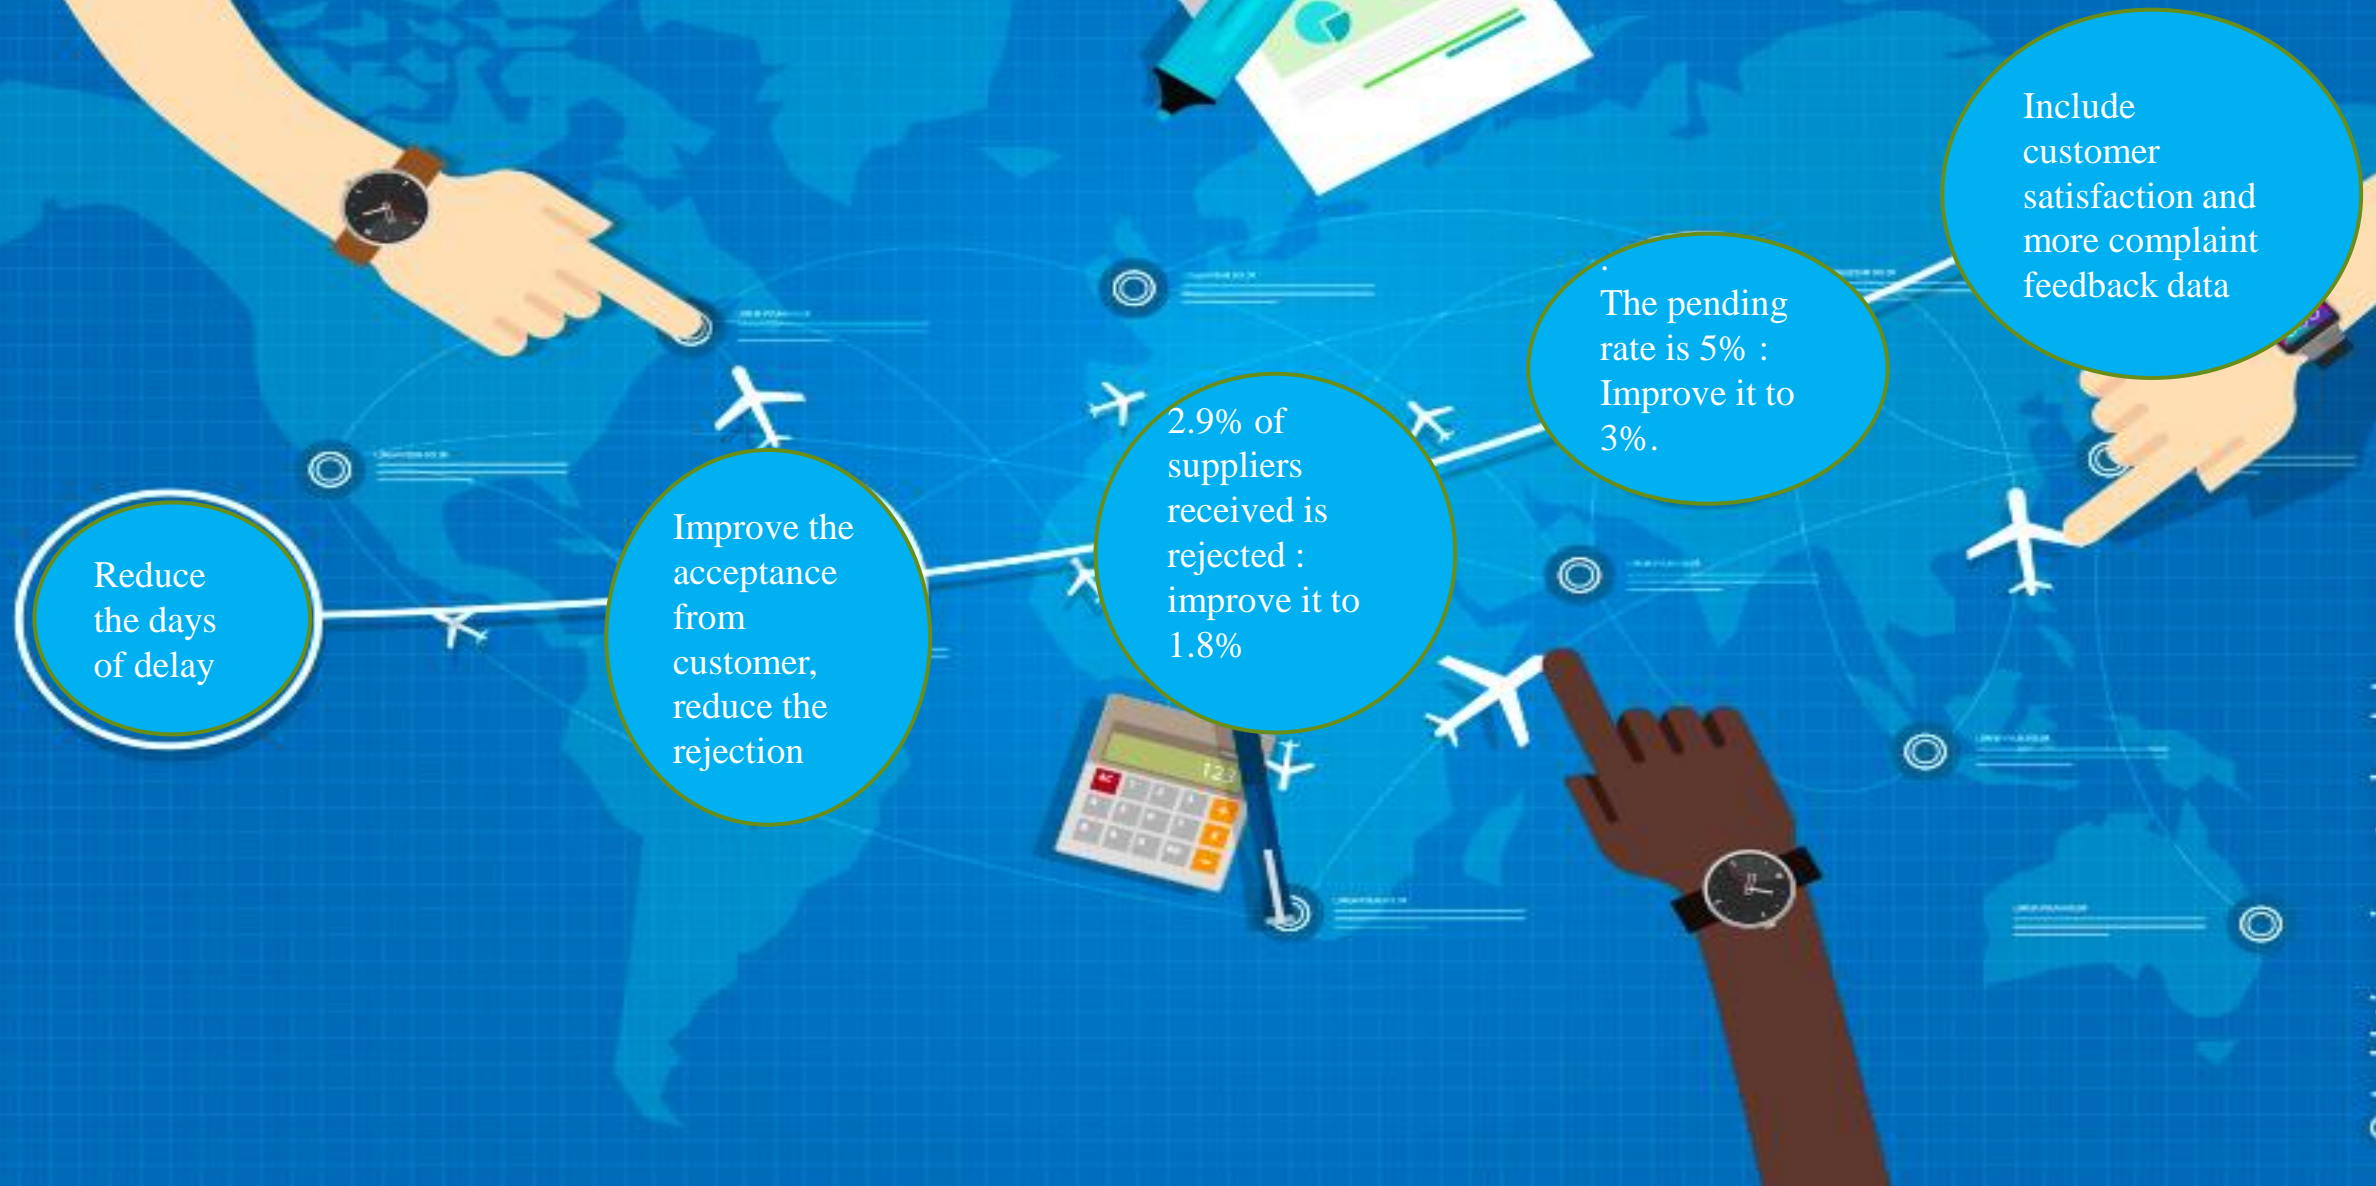 Reduce
the days
of delay
Improve the
acceptance
from
customer,
reduce the
rejection
2.9% of
suppliers
received is
rejected :
improve it to
1.8%
.
The pending
rate is 5% :
Improve it to
3%.
Include
customer
satisfaction and
more complaint
feedback data
123
AC